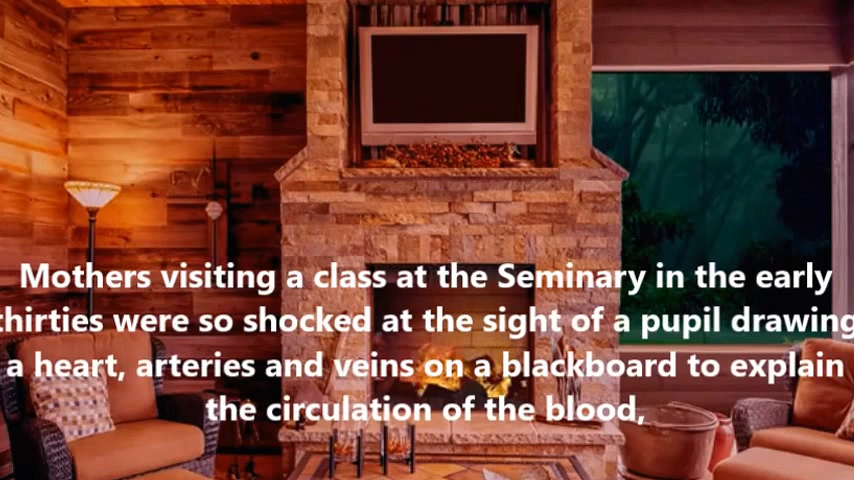 Mothers visiting a class at the Seminary in the early
thirties were so shocked at the sight of a pupil drawing
a heart, arteries and veins on a blackboard to explain
the circulation of the blood,